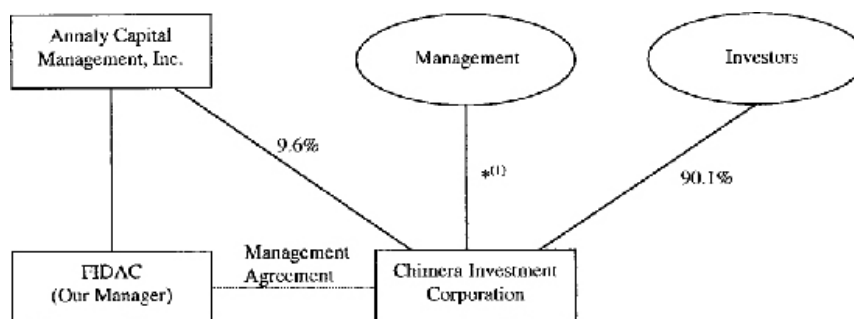 Annaly Capital
Management, Inc.
Management
Investors
9.6%
*(1)
90.1%
FIDAC
(Our Manager)
Management
Agreement
Chimera Investment
Corporation